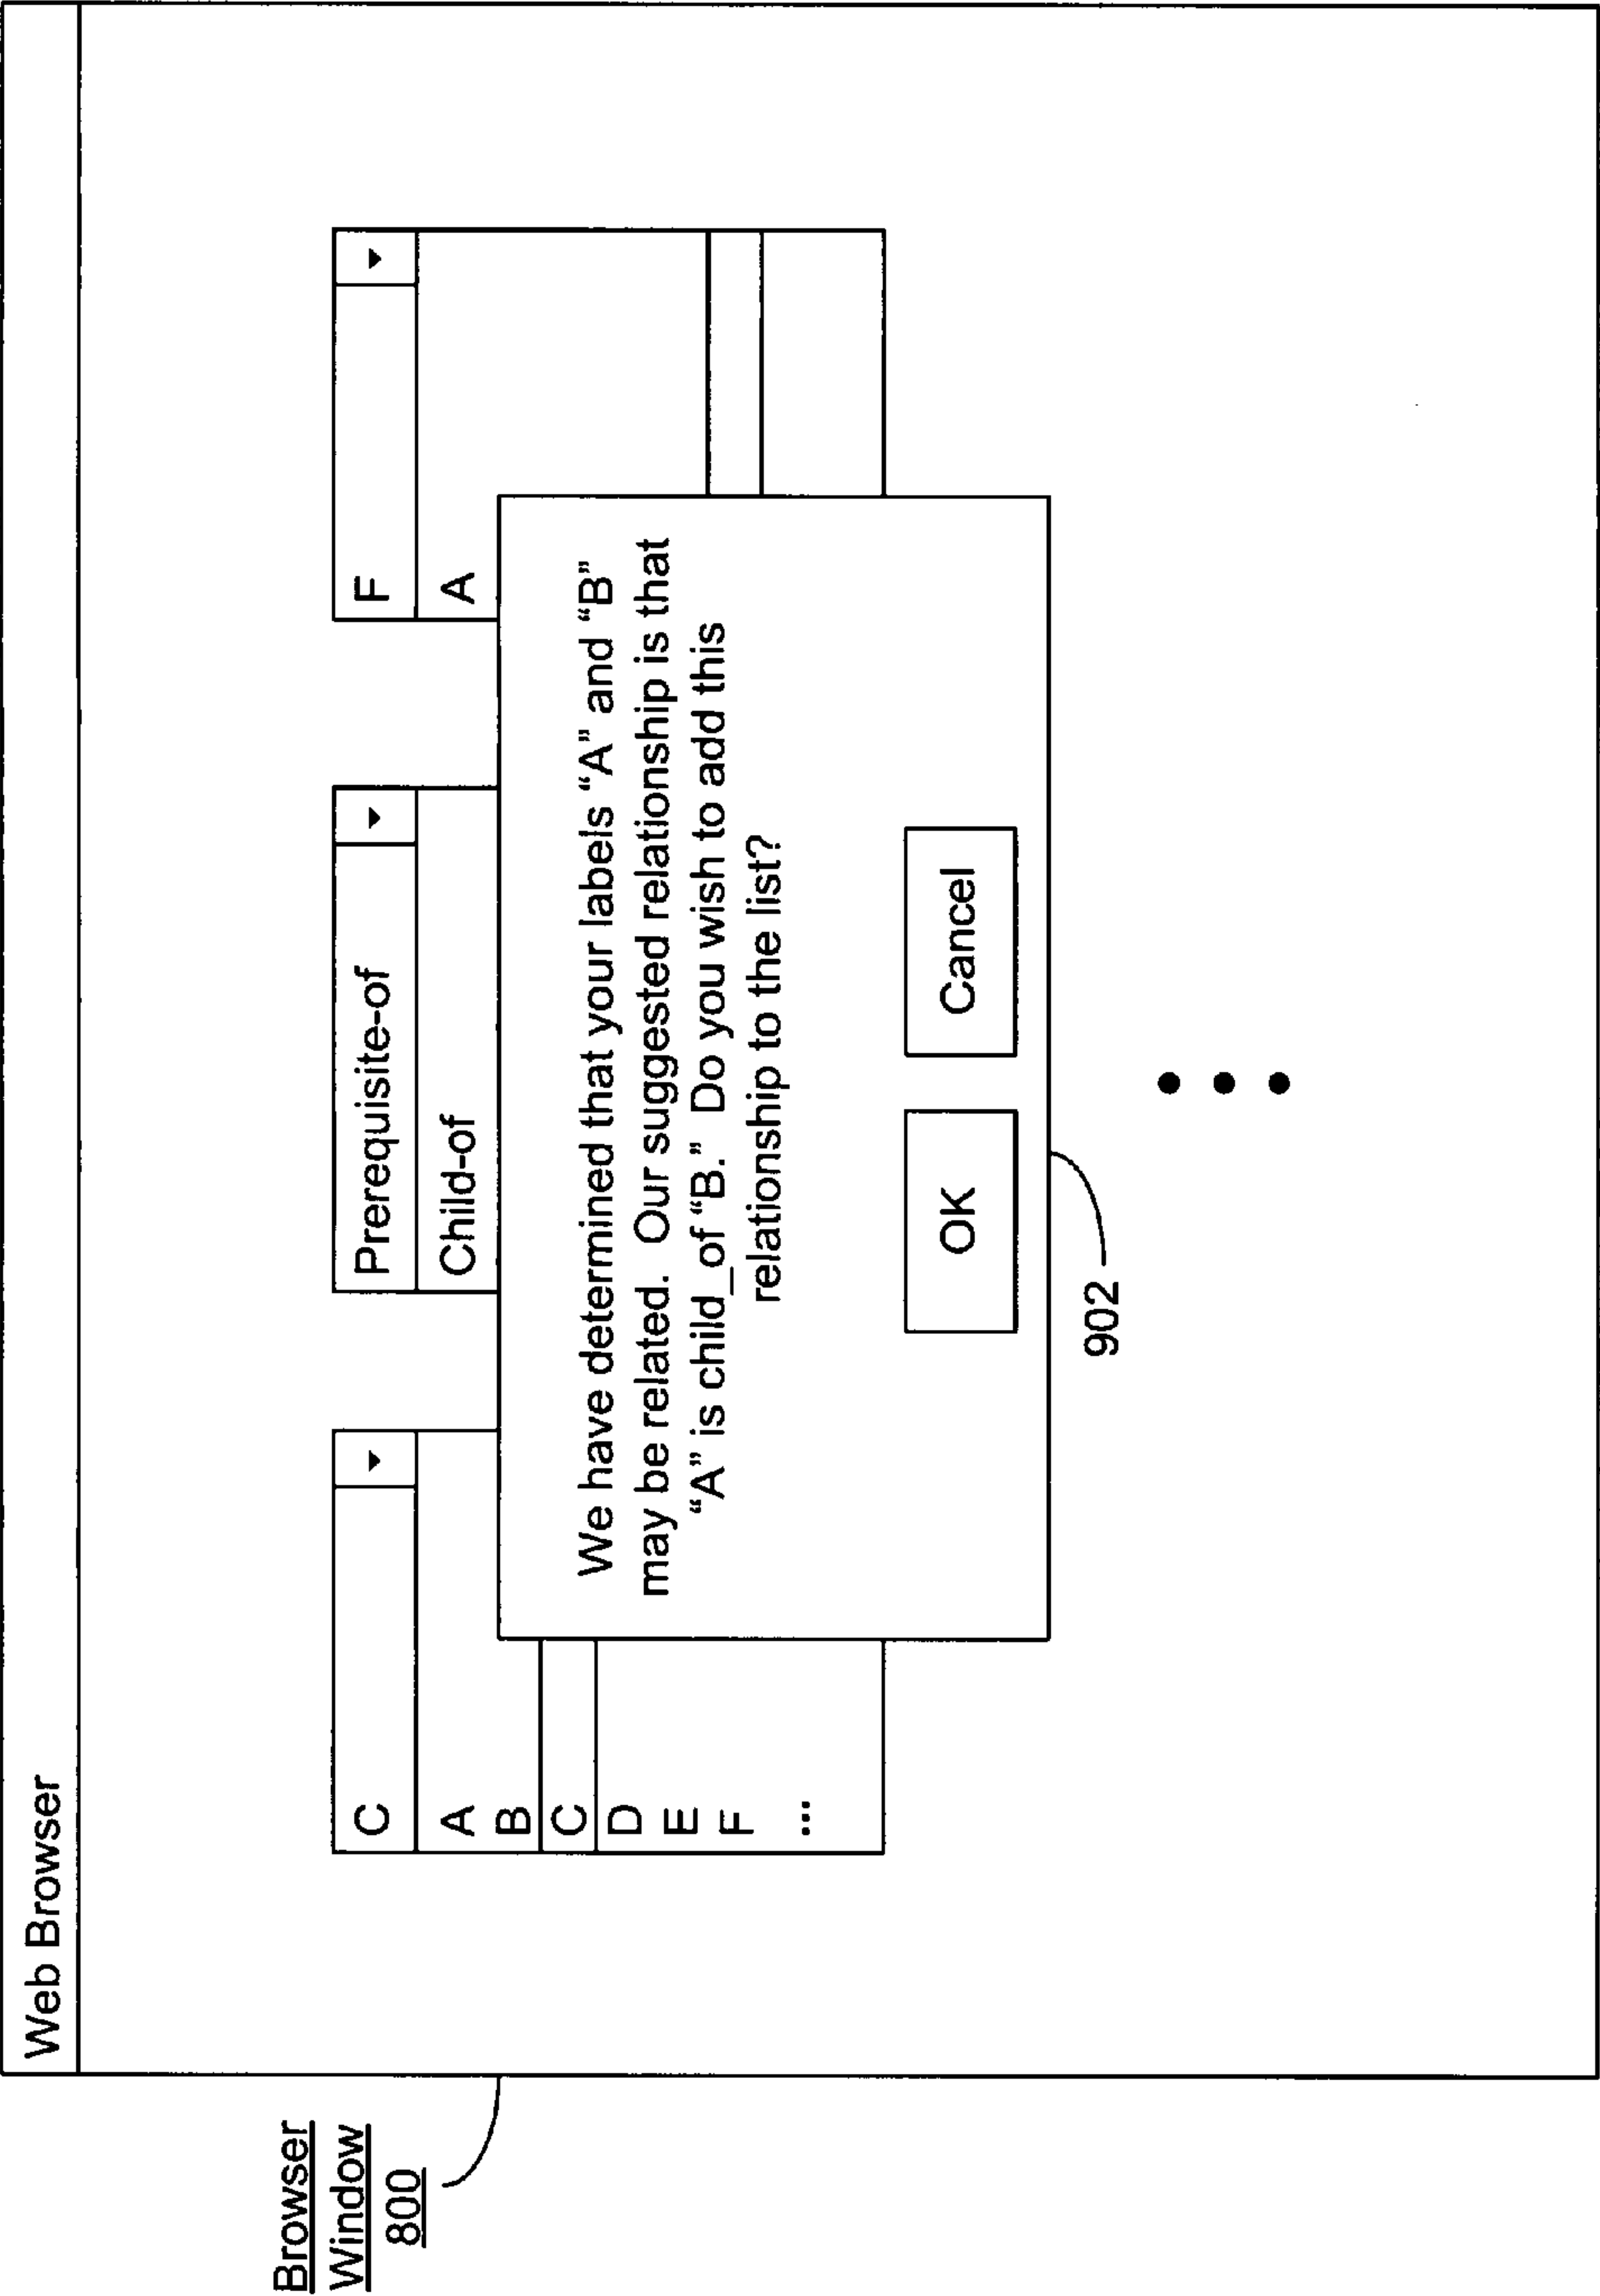 Web Browser
Browser
Window
800
C
Prerequisite-of
F
A
Child-of
A
B
C
D
E
F
...
We have determined that your labels “A” and “B”
may be related.  Our suggested relationship is that
“A” is child_of “B.”  Do you wish to add this
relationship to the list?
OK
Cancel
902